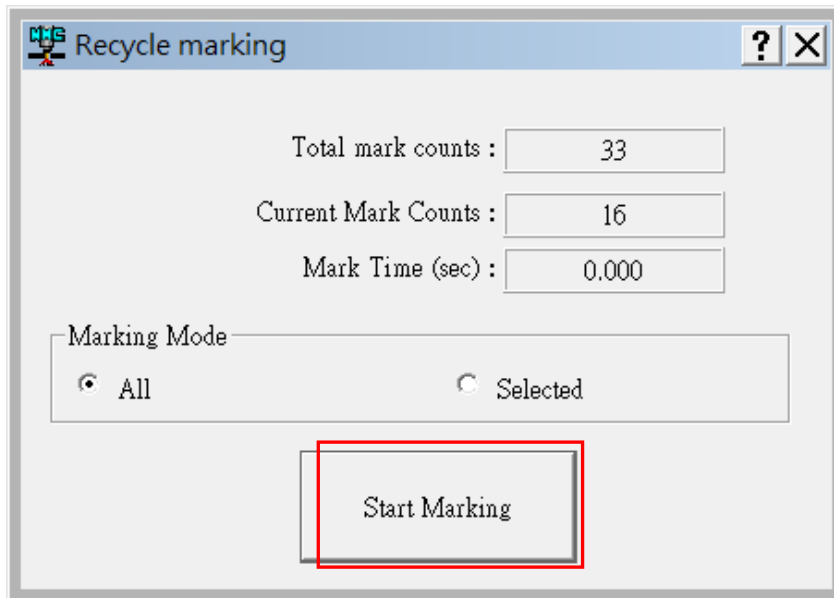 Recycle marking
Total mark counts : 33
Current Mark Counts : 16
Mark Time (sec) : 0.000
Marking Mode
All Selected
Start Marking